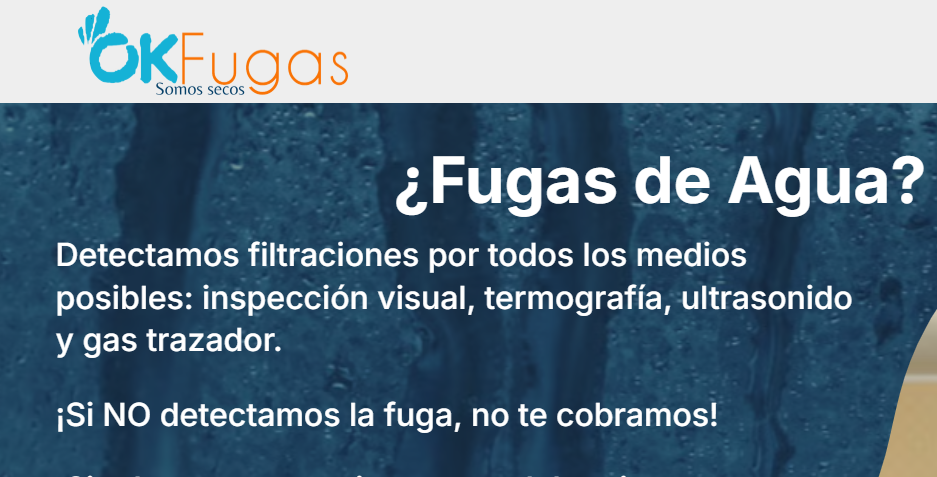 OKFugas
Somos secos
¿Fugas de Agua?
Detectamos filtraciones por todos los medios
posibles: inspección visual, termografía, ultrasonido
y gas trazador.
¡Si NO detectamos la fuga, no te cobramos!